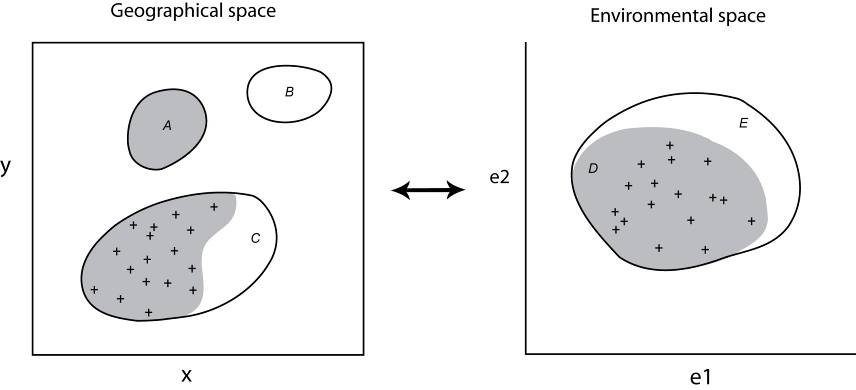 Geographical space
Environmental space
A
B
C
D
E
y
x
e2
e1